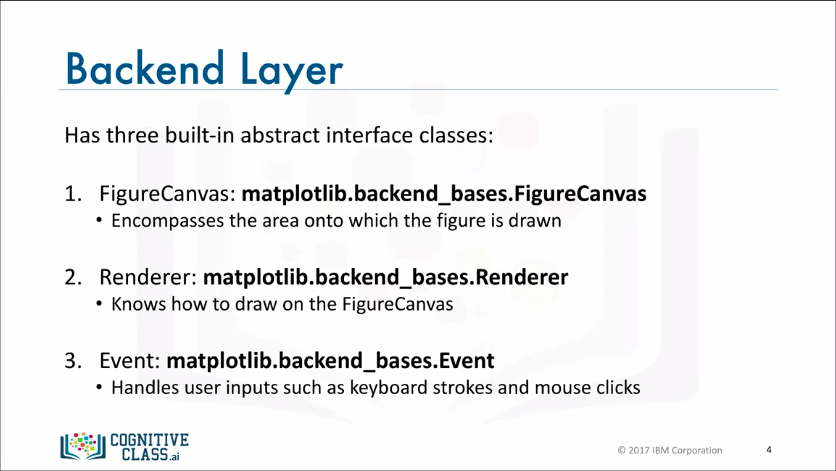 Backend Layer
Has three built-in abstract interface classes:
1. FigureCanvas: matplotlib.backend_bases.FigureCanvas
• Encompasses the area onto which the figure is drawn
2. Renderer: matplotlib.backend_bases.Renderer
• Knows how to draw on the FigureCanvas
3. Event: matplotlib.backend_bases.Event
• Handles user inputs such as keyboard strokes and mouse clicks
COGNITIVE
CLASS.ai
© 2017 IBM Corporation
4